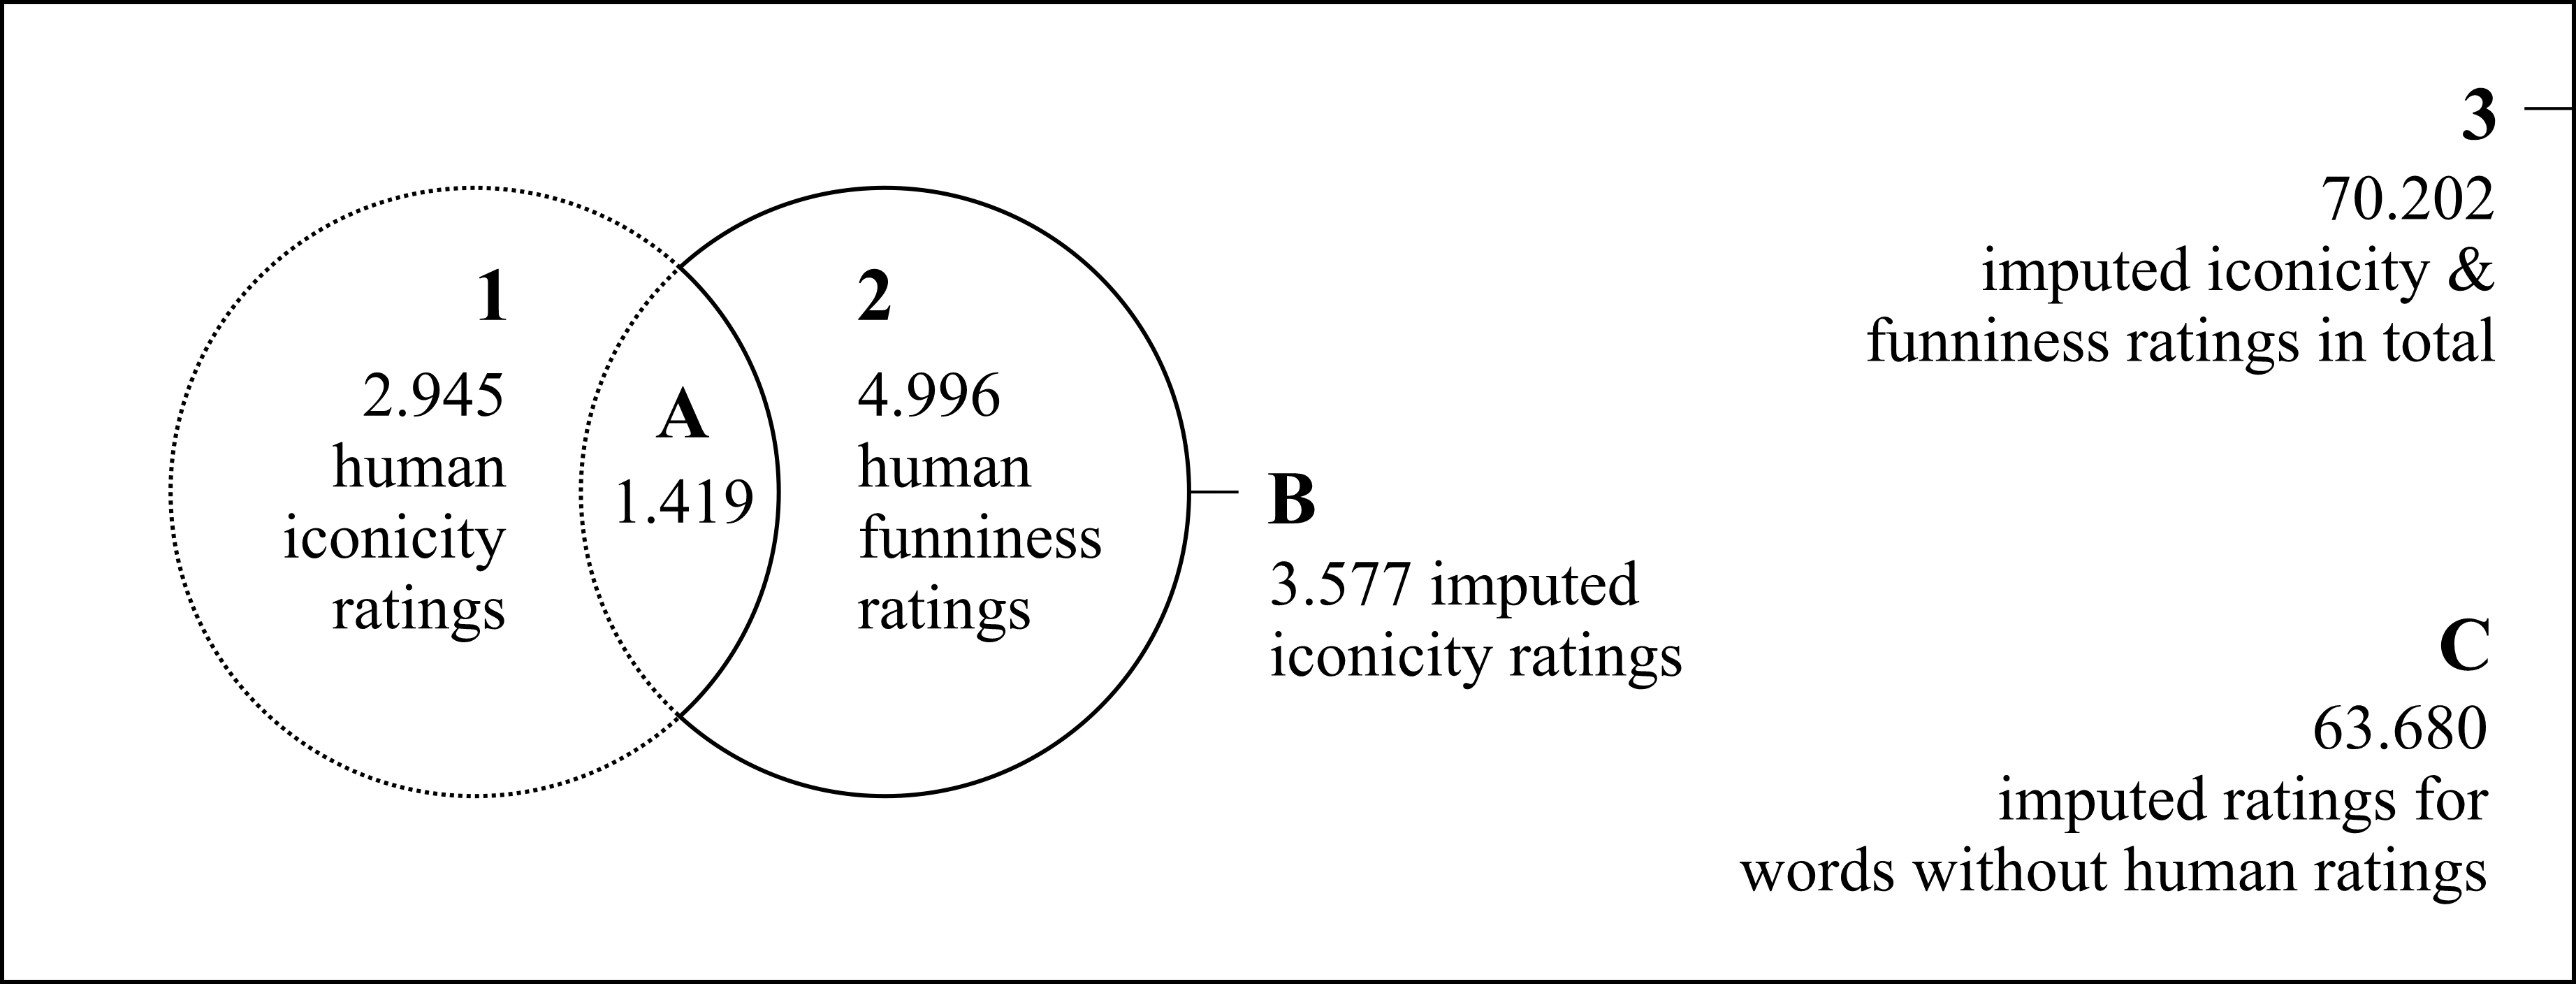 1
2.945
human
iconicity
ratings
A
1.419
2
4.996
human
funniness
ratings
B
3.577 imputed
iconicity ratings
3
70.202
imputed iconicity &
funniness ratings in total
C
63.680
imputed ratings for
words without human ratings